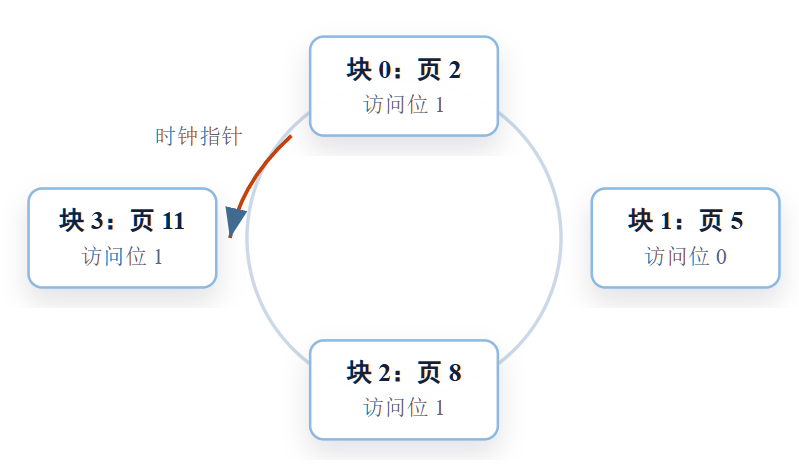 块 0：页 2
访问位 1
时钟指针
块 3：页 11
访问位 1
块 1：页 5
访问位 0
块 2：页 8
访问位 1